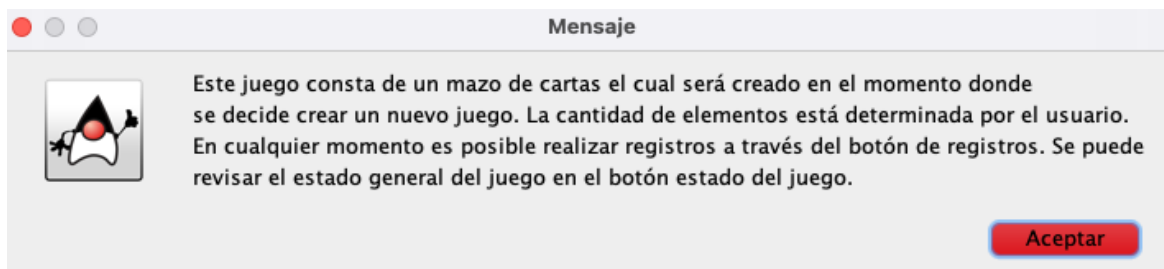 Mensaje
Este juego consta de un mazo de cartas el cual será creado en el momento donde
se decide crear un nuevo juego. La cantidad de elementos está determinada por el usuario.
En cualquier momento es posible realizar registros a través del botón de registros. Se puede
revisar el estado general del juego en el botón estado del juego.
Aceptar